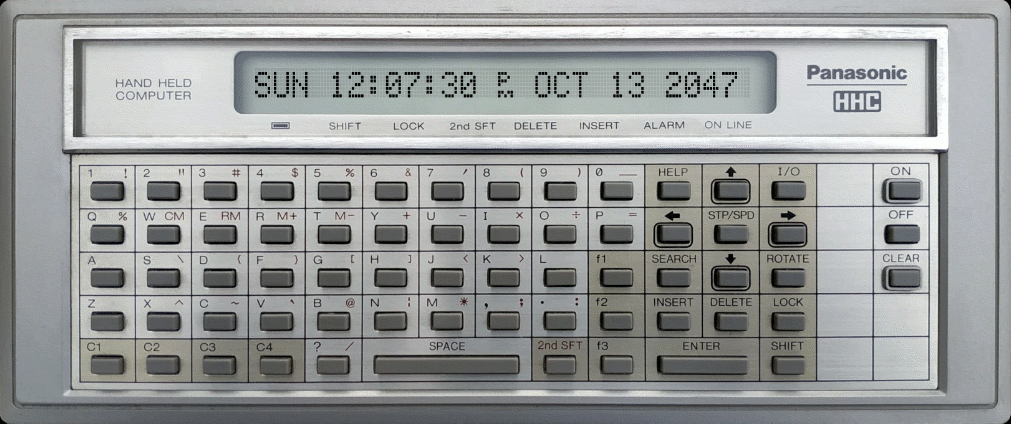 HAND HELD
COMPUTER
SUN 12:07:30 PM OCT 13 2047
Panasonic
HHC
SHIFT LOCK 2nd SFT DELETE INSERT ALARM ON LINE
1 ! 2 " 3 # 4 $ 5 % 6 & 7 ′ 8 ( 9 ) 0 __ HELP ↑ I/O ON
Q % W CM E RM R M+ T M− Y + U − I × O ÷ P = ← STP/SPD → OFF
A S \ D ( F ) G [ H ] J < K > L f1 SEARCH ↓ ROTATE CLEAR
Z X ^ C ~ V ‵ B @ N ¦ M * , ; . : f2 INSERT DELETE LOCK
C1 C2 C3 C4 ? / SPACE 2nd SFT f3 ENTER SHIFT